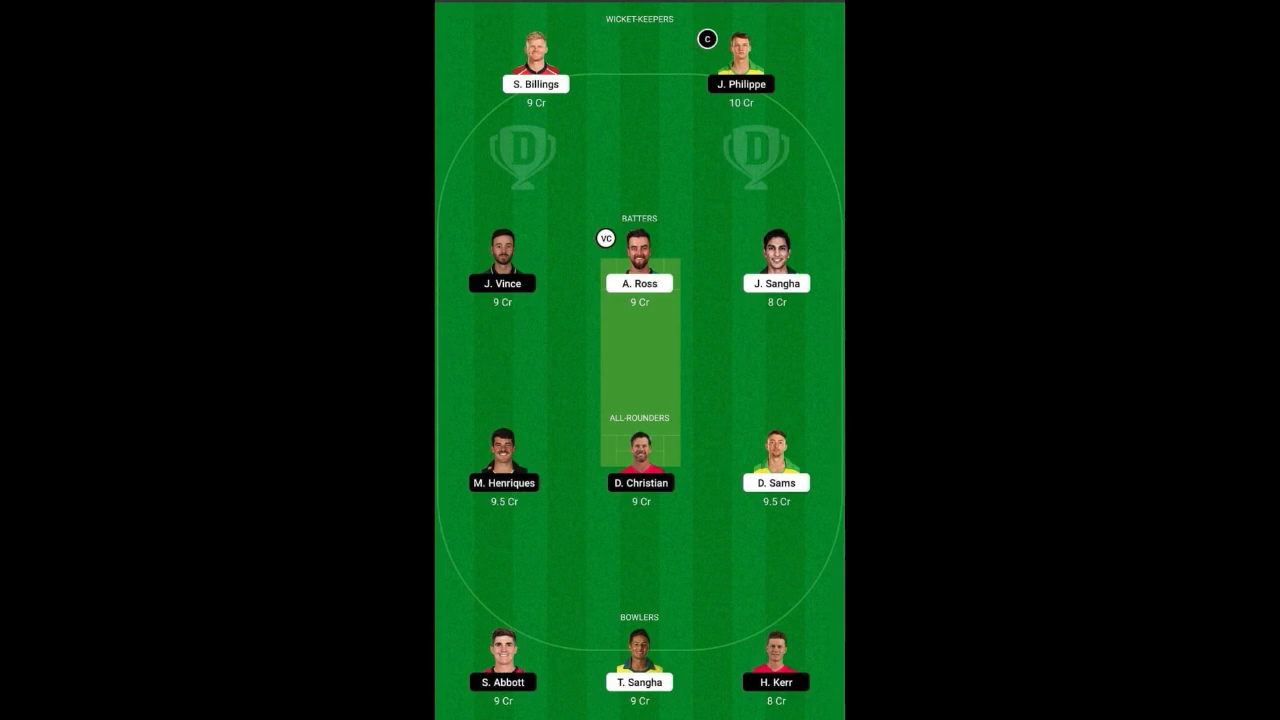 WICKET-KEEPERS
C
S. Billings
J. Philippe
9 Cr
10 Cr
D
D
BATTERS
VC
J. Vince
A. Ross
J. Sangha
9 Cr
9 Cr
8 Cr
ALL-ROUNDERS
M. Henriques
D. Christian
D. Sams
9.5 Cr
9 Cr
9.5 Cr
BOWLERS
S. Abbott
T. Sangha
H. Kerr
9 Cr
9 Cr
8 Cr